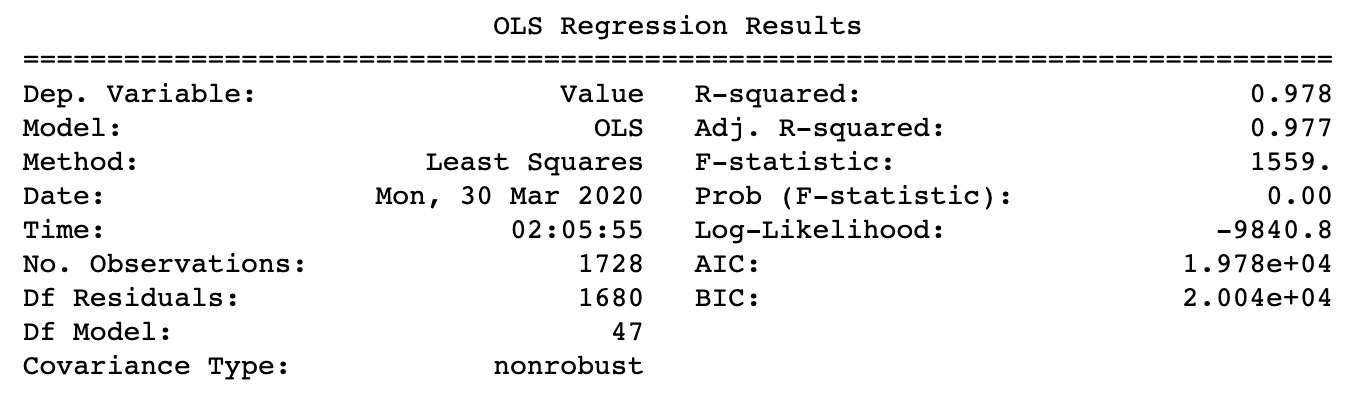 OLS Regression Results
==============================================================================
Dep. Variable: Value R-squared: 0.978
Model: OLS Adj. R-squared: 0.977
Method: Least Squares F-statistic: 1559.
Date: Mon, 30 Mar 2020 Prob (F-statistic): 0.00
Time: 02:05:55 Log-Likelihood: -9840.8
No. Observations: 1728 AIC: 1.978e+04
Df Residuals: 1680 BIC: 2.004e+04
Df Model: 47
Covariance Type: nonrobust